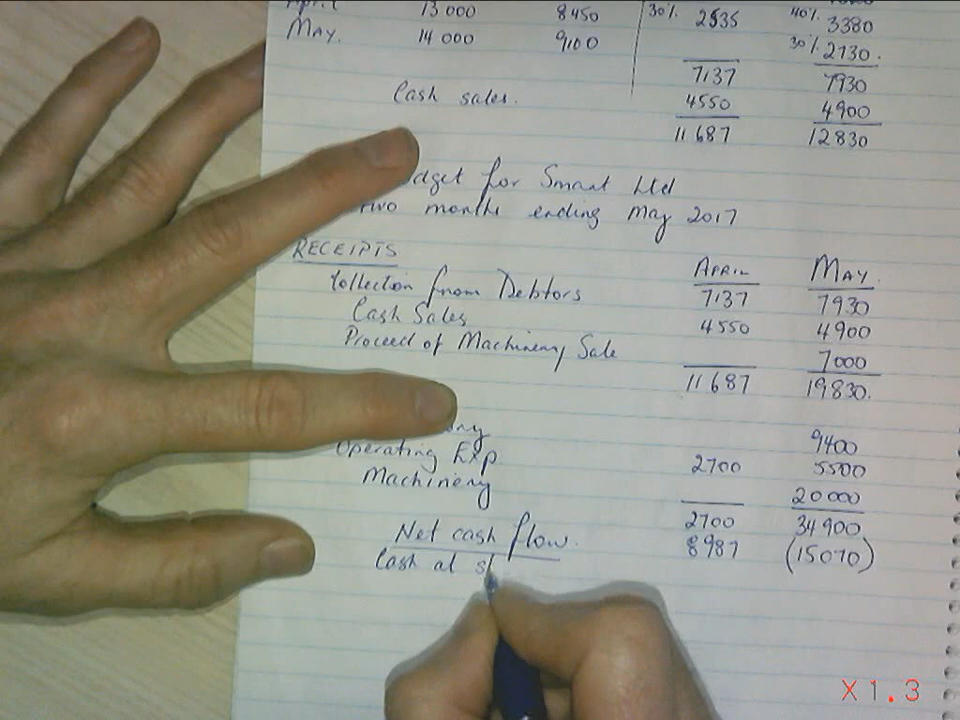 13 000 8450 30% 2535 40% 3380
May. 14 000 9100 30% 2730.
7137 7930
Cash sales. 4550 4900
11 687 12830
for Smart Ltd
Two months ending May 2017
RECEIPTS APRIL MAY.
Collection from Debtors 7137 7930
Cash Sales 4550 4900
Proceed of Machinery Sale 7000
11 687 19830.
9400
Operating Exp 2700 5500
Machinery 20 000
2700 34 900
Net cash flow. 8987 (15070)
Cash at
X1.3